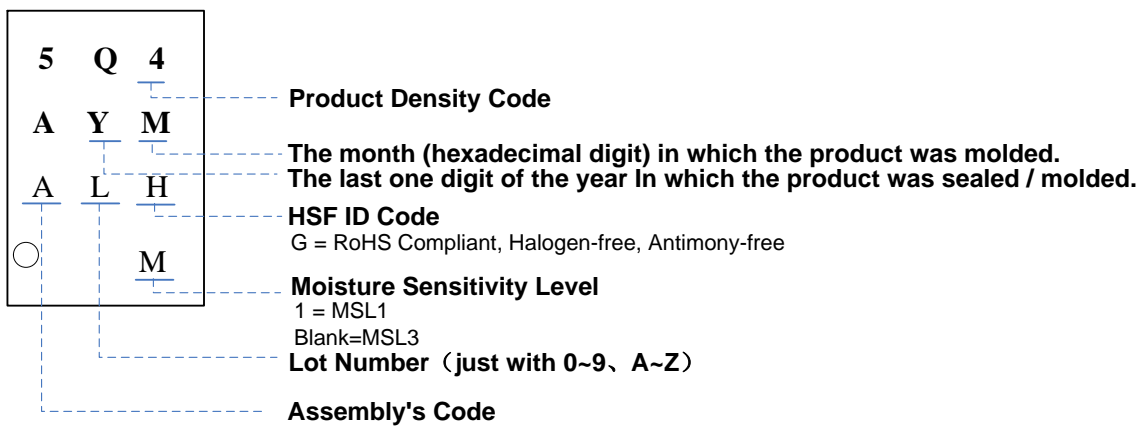 5 Q 4
Product Density Code
A Y M
The month (hexadecimal digit) in which the product was molded.
The last one digit of the year In which the product was sealed / molded.
A L H
HSF ID Code
G = RoHS Compliant, Halogen-free, Antimony-free
M
Moisture Sensitivity Level
1 = MSL1
Blank=MSL3
Lot Number（just with 0~9、A~Z）
Assembly's Code